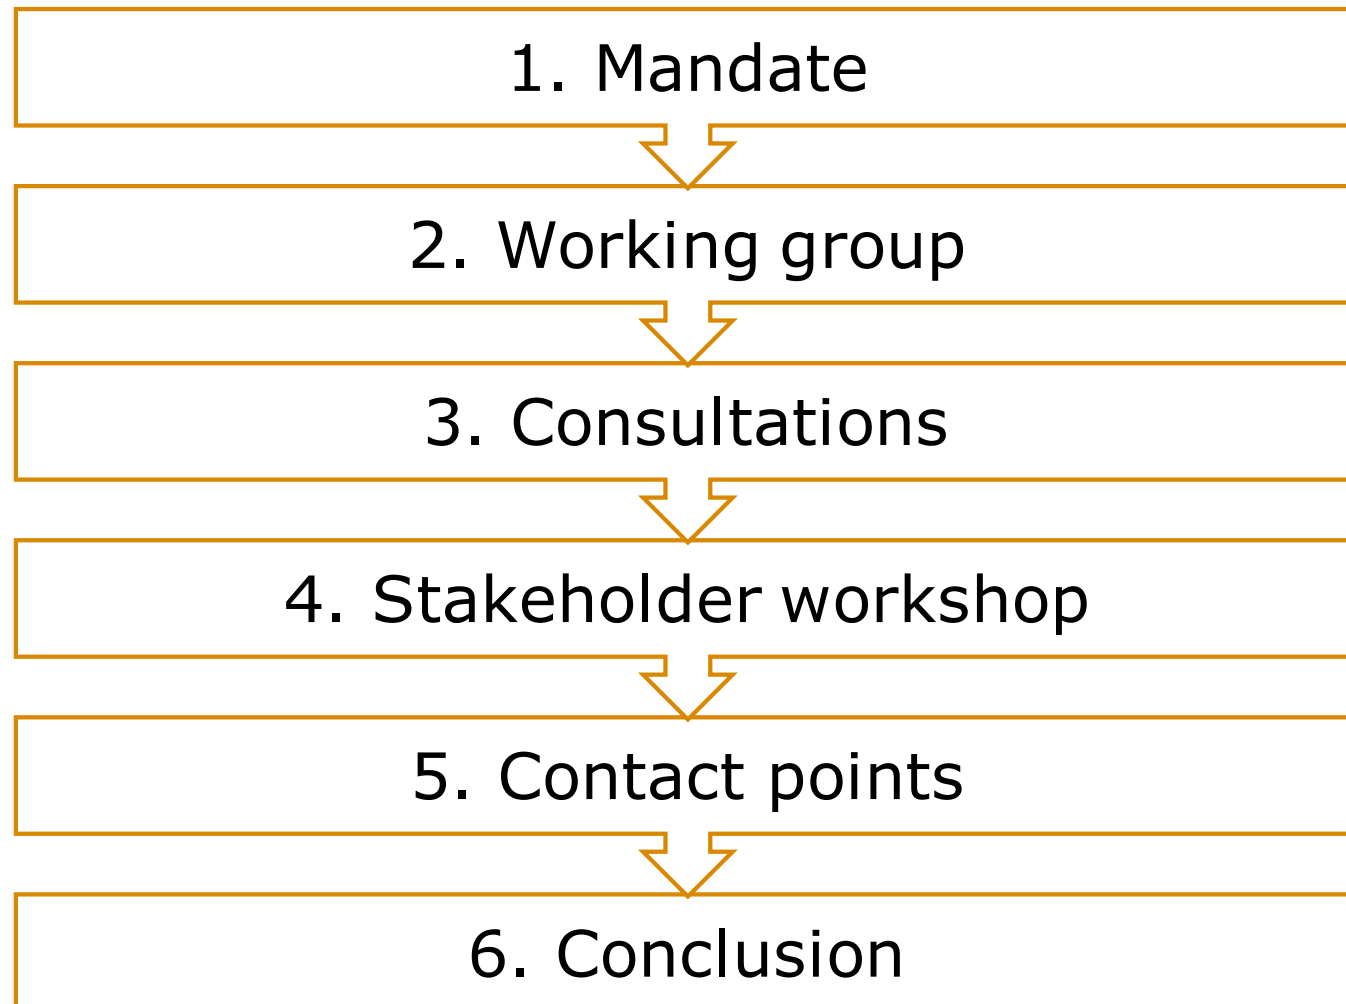 1. Mandate
2. Working group
3. Consultations
4. Stakeholder workshop
5. Contact points
6. Conclusion